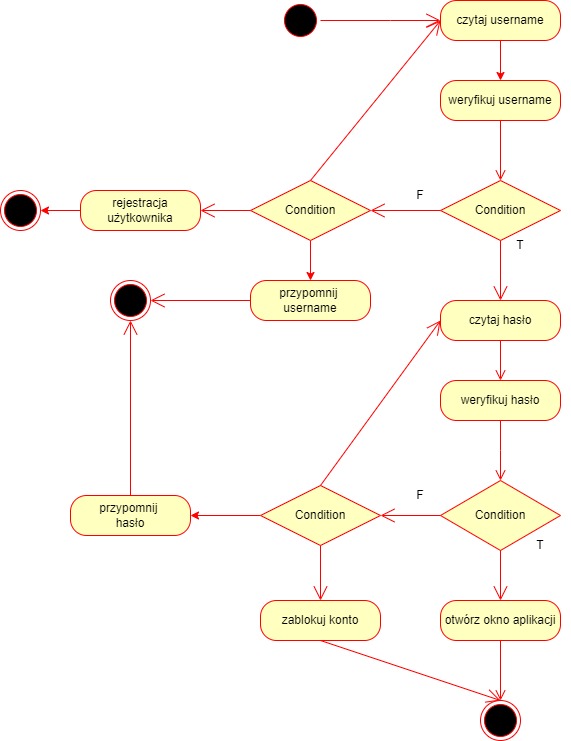 czytaj username
weryfikuj username
F
Condition
Condition
rejestracja
użytkownika
T
przypomnij
username
czytaj hasło
weryfikuj hasło
F
Condition
Condition
przypomnij
hasło
T
zablokuj konto
otwórz okno aplikacji